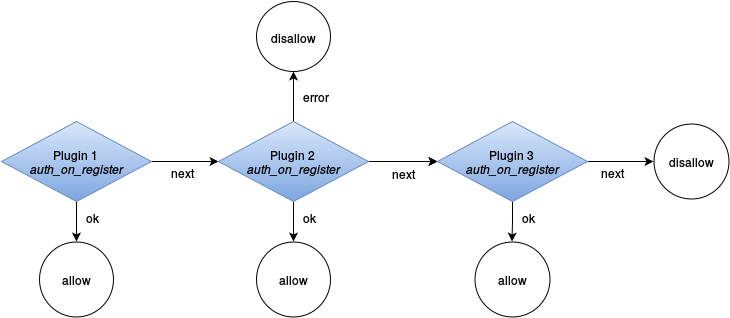 disallow
error
Plugin 1
auth_on_register
next
Plugin 2
auth_on_register
next
Plugin 3
auth_on_register
next
disallow
ok
ok
ok
allow
allow
allow